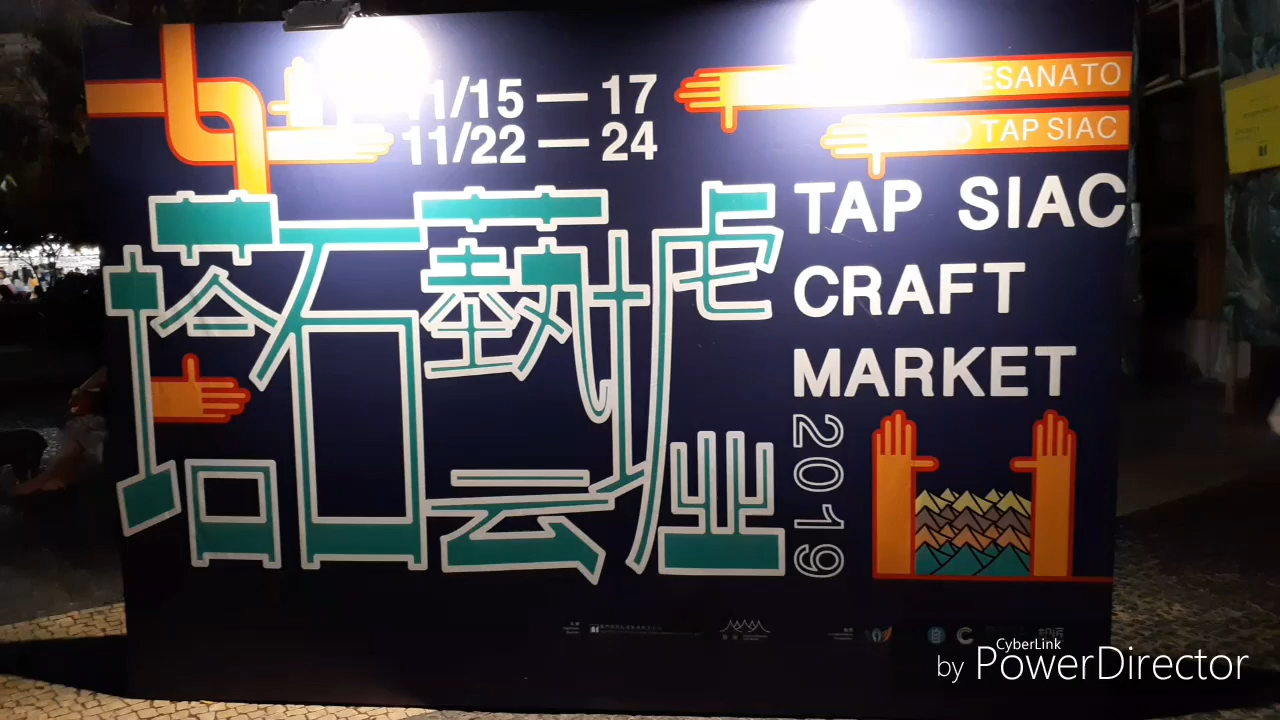 11/15 — 17
11/22 — 24
ESANATO
TAP SIAC
塔石藝墟
TAP SIAC
CRAFT
MARKET
2019
CyberLink
by PowerDirector